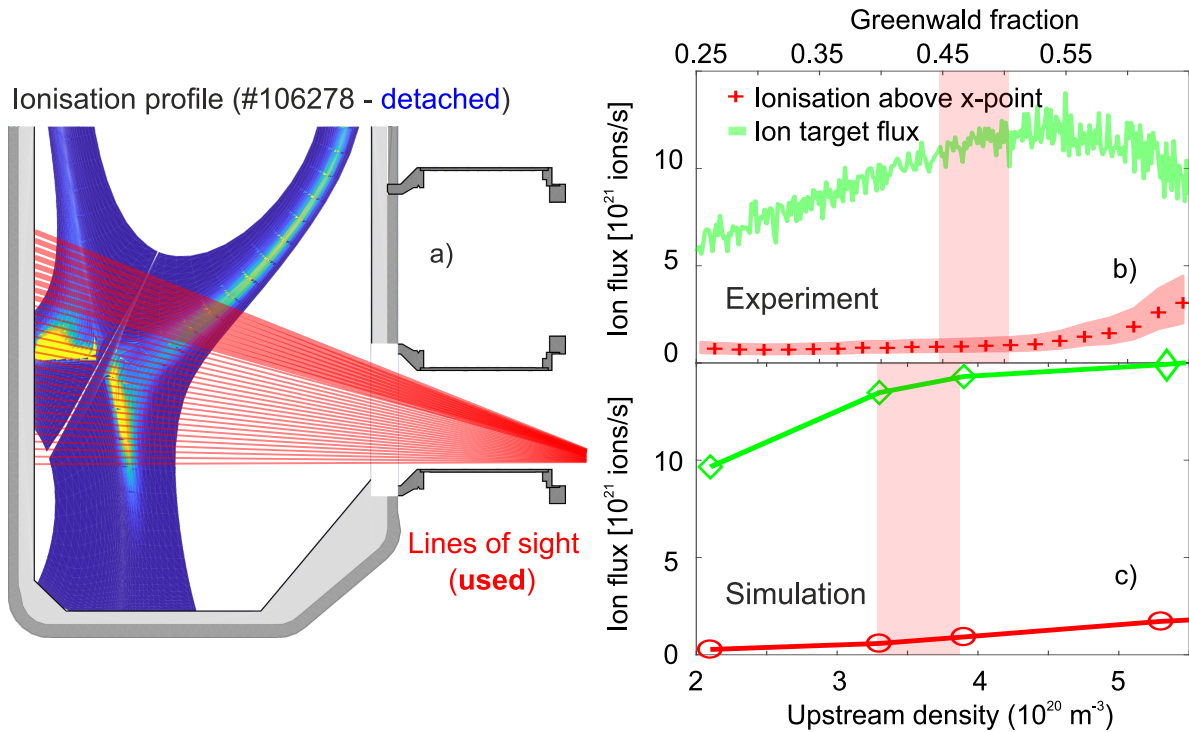 Ionisation profile (#106278 - detached)
a)
Lines of sight
(used)
Greenwald fraction
0.25 0.35 0.45 0.55
Ionisation above x-point
Ion target flux
Ion flux [10²¹ ions/s]
10
5
0
b)
Experiment
Ion flux [10²¹ ions/s]
10
5
0
c)
Simulation
2 3 4 5
Upstream density (10²⁰ m⁻³)